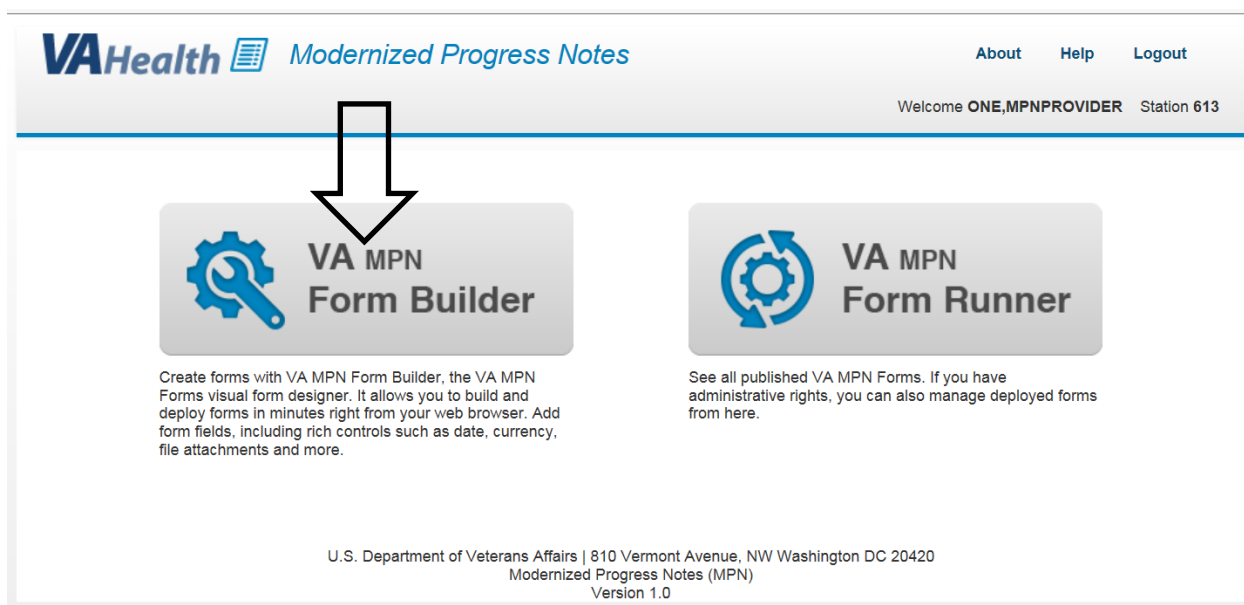 VAHealth Modernized Progress Notes
About Help Logout
Welcome ONE,MPNPROVIDER Station 613
VA MPN
Form Builder
Create forms with VA MPN Form Builder, the VA MPN
Forms visual form designer. It allows you to build and
deploy forms in minutes right from your web browser. Add
form fields, including rich controls such as date, currency,
file attachments and more.
VA MPN
Form Runner
See all published VA MPN Forms. If you have
administrative rights, you can also manage deployed forms
from here.
U.S. Department of Veterans Affairs | 810 Vermont Avenue, NW Washington DC 20420
Modernized Progress Notes (MPN)
Version 1.0